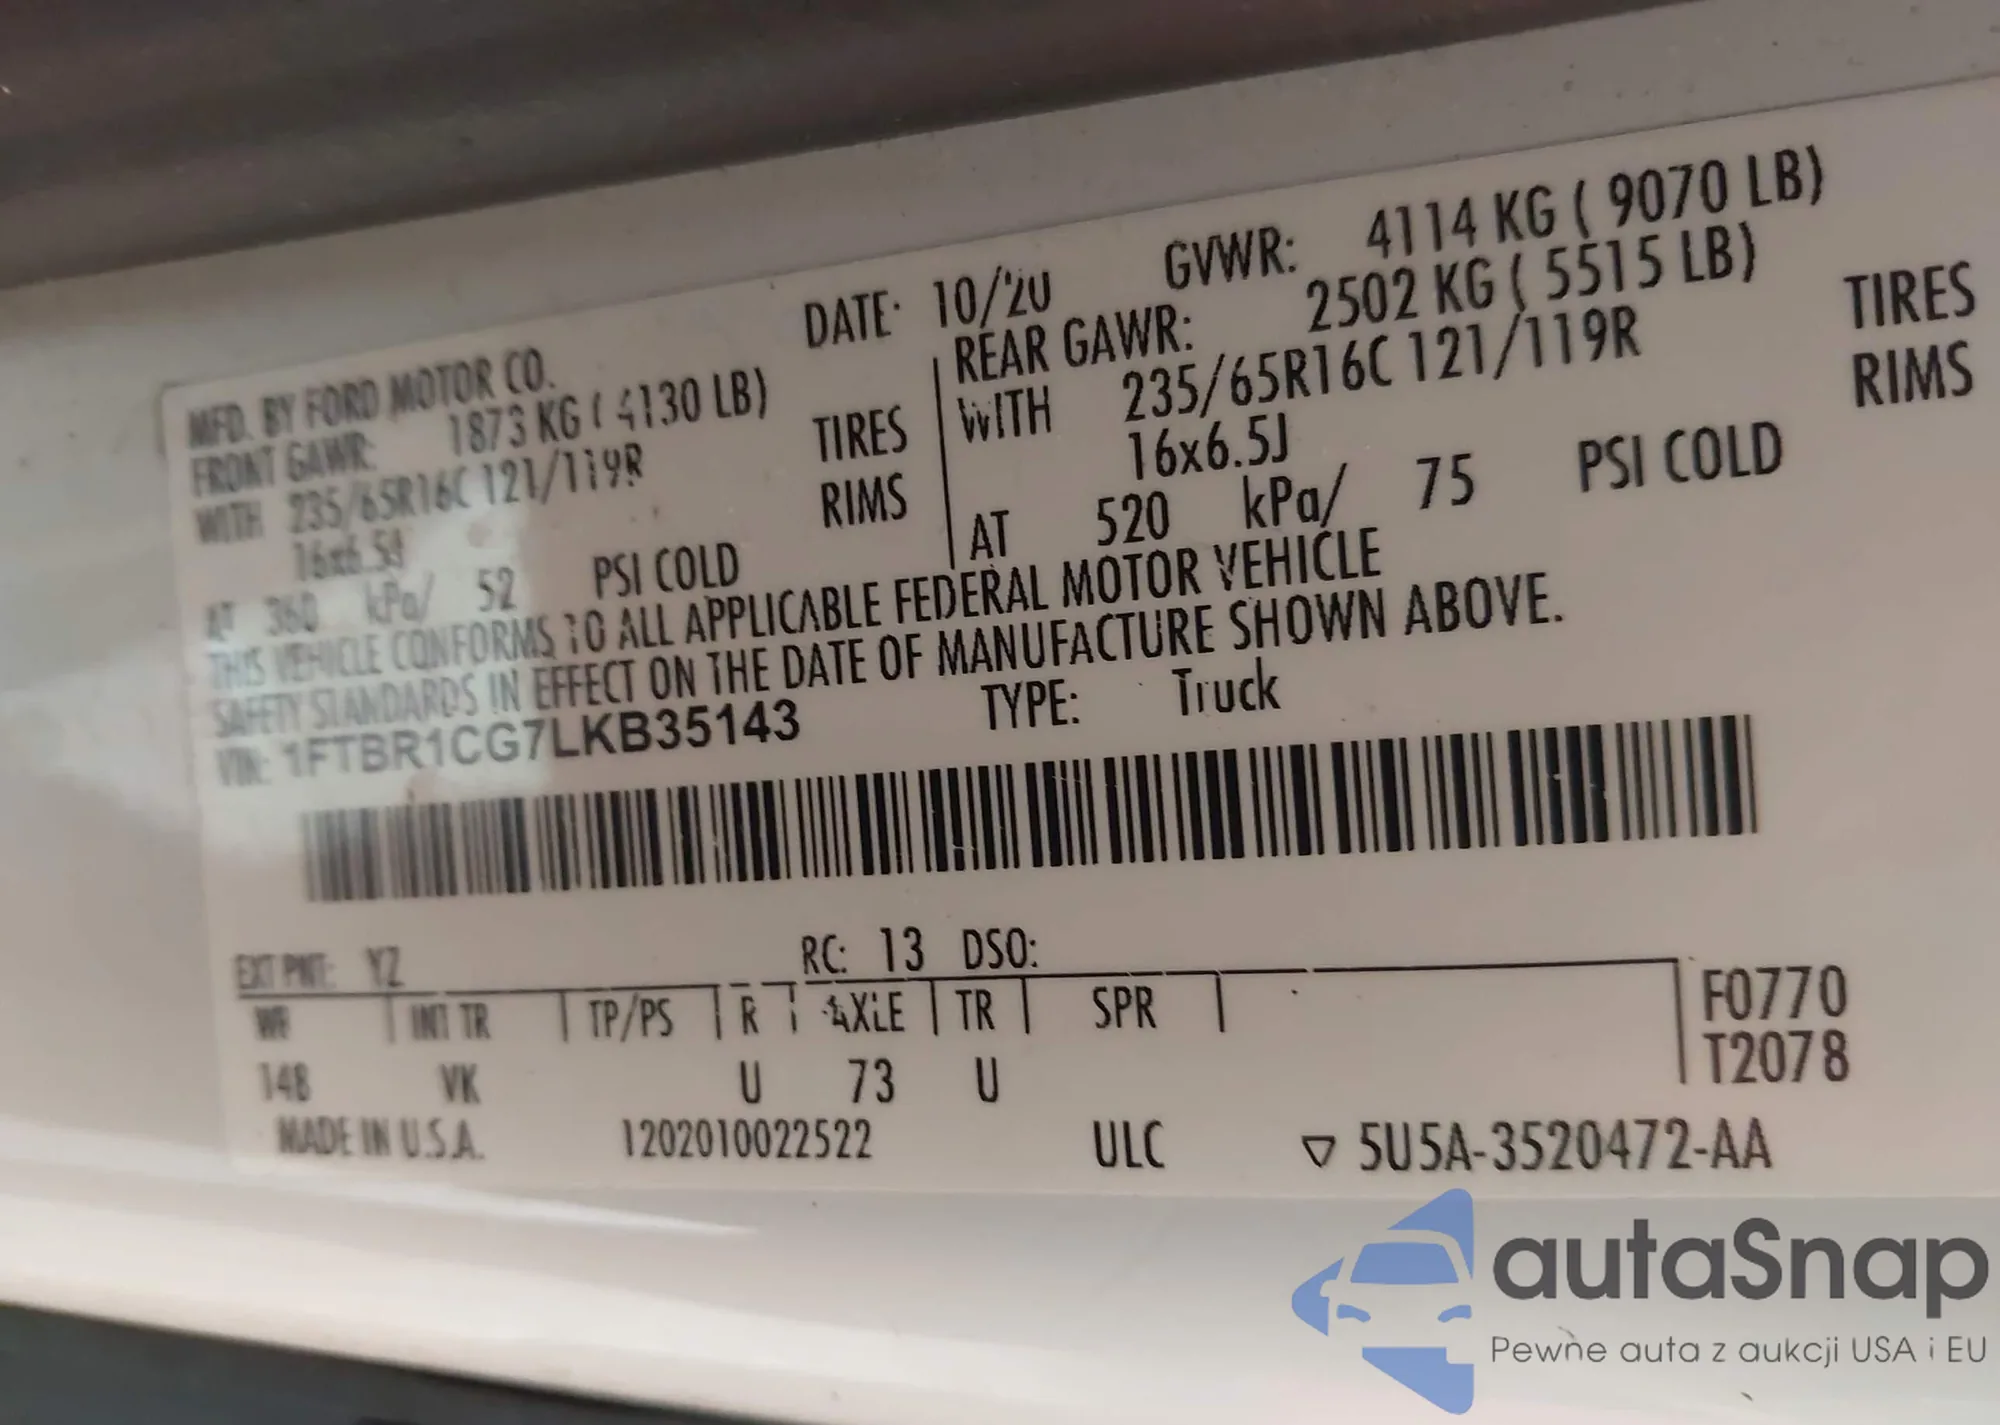 MFD. BY FORD MOTOR CO.
DATE: 10/20
GVWR: 4114 KG ( 9070 LB)
FRONT GAWR: 1873 KG ( 4130 LB)
WITH 235/65R16C 121/119R TIRES
16x6.5J RIMS
AT 360 kPa/ 52 PSI COLD
REAR GAWR: 2502 KG ( 5515 LB)
WITH 235/65R16C 121/119R TIRES
16x6.5J RIMS
AT 520 kPa/ 75 PSI COLD
THIS VEHICLE CONFORMS TO ALL APPLICABLE FEDERAL MOTOR VEHICLE
SAFETY STANDARDS IN EFFECT ON THE DATE OF MANUFACTURE SHOWN ABOVE.
VIN: 1FTBR1CG7LKB35143 TYPE: Truck
EXT PNT: YZ RC: 13 DSO:
WB INT TR TP/PS R AXLE TR SPR F0770
148 VK U 73 U T2078
MADE IN U.S.A. 1202010022522 ULC ▽ 5U5A-3520472-AA
autaSnap
Pewne auta z aukcji USA i EU